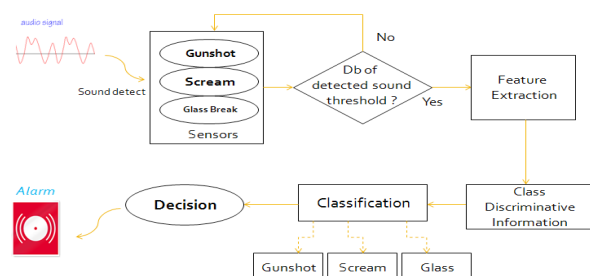 audio signal
Sound detect
Gunshot
Scream
Glass Break
Sensors
No
Db of
detected sound
threshold ?
Yes
Feature
Extraction
Class
Discriminative
Information
Classification
Gunshot
Scream
Glass
Decision
Alarm